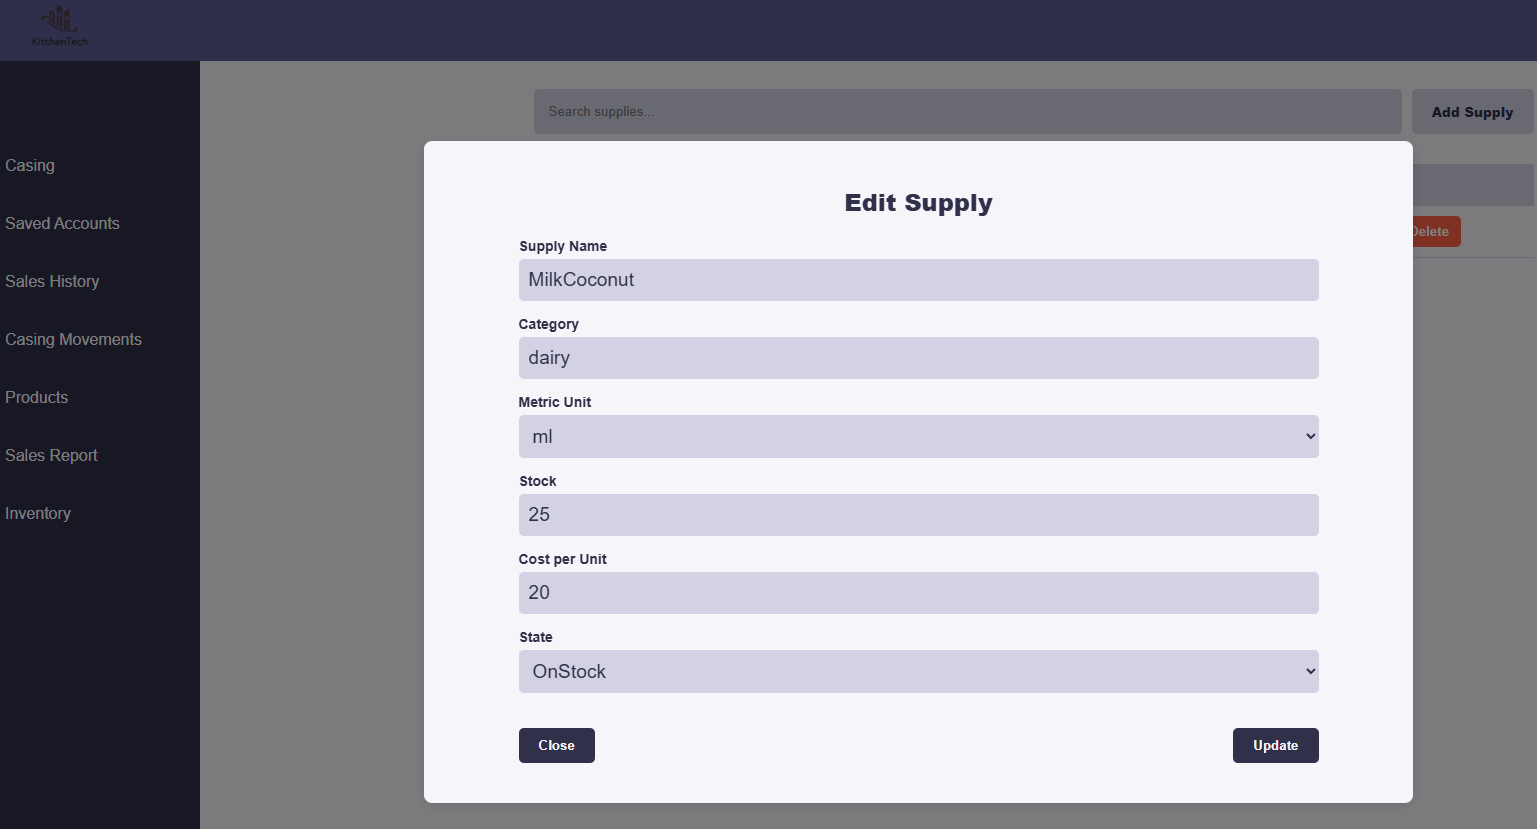 KitchenTech
Search supplies...
Add Supply
Casing
Saved Accounts
Sales History
Casing Movements
Products
Sales Report
Inventory
Delete
Edit Supply
Supply Name
MilkCoconut
Category
dairy
Metric Unit
ml
Stock
25
Cost per Unit
20
State
OnStock
Close
Update